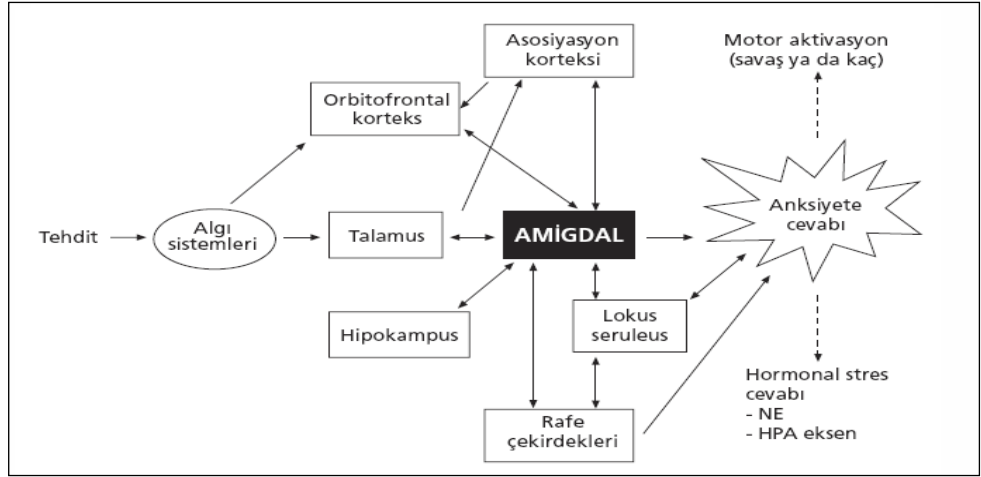 Asosiyasyon
korteksi
Motor aktivasyon
(savaş ya da kaç)
Orbitofrontal
korteks
Tehdit
Algı
sistemleri
Talamus
AMİGDAL
Anksiyete
cevabı
Hipokampus
Lokus
seruleus
Rafe
çekirdekleri
Hormonal stres
cevabı
- NE
- HPA eksen